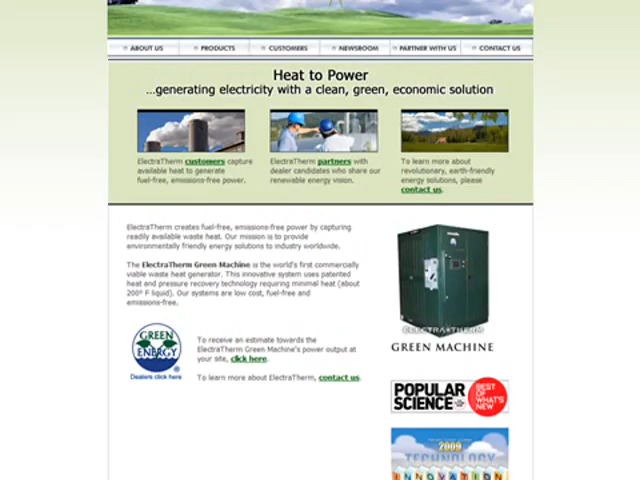 ABOUT US
PRODUCTS
CUSTOMERS
NEWSROOM
PARTNER WITH US
CONTACT US
Heat to Power
...generating electricity with a clean, green, economic solution
ElectraTherm customers capture
available heat to generate
fuel-free, emissions-free power.
ElectraTherm partners with
dealer candidates who share our
renewable energy vision.
To learn more about
revolutionary, earth-friendly
energy solutions, please
contact us.
ElectraTherm creates fuel-free, emissions-free power by capturing
readily available waste heat. Our mission is to provide
environmentally friendly energy solutions to industry worldwide.
The ElectraTherm Green Machine is the world's first commercially
viable waste heat generator. This innovative system uses patented
heat and pressure recovery technology requiring minimal heat (about
200° F liquid). Our systems are low cost, fuel-free and
emissions-free.
ELECTRATHERM
GREEN MACHINE
GREEN
ENERGY®
Dealers click here
To receive an estimate towards the
ElectraTherm Green Machine's power output at
your site, click here.
To learn more about ElectraTherm, contact us.
POPULAR
SCIENCE
BEST
OF
WHAT'S
NEW
2009
TECHNOLOGY
INNOVATION